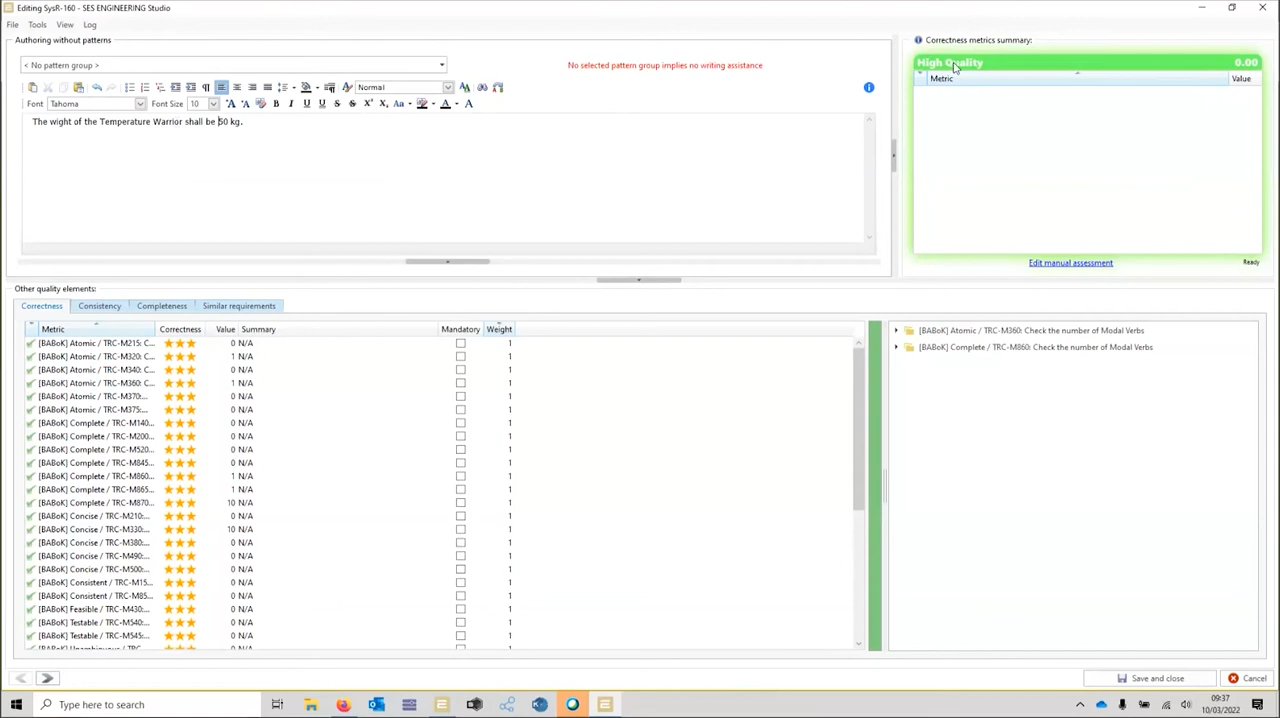 Editing SysR-160 - SES ENGINEERING Studio
File Tools View Log
Authoring without patterns
Correctness metrics summary:
< No pattern group >
No selected pattern group implies no writing assistance
High Quality 0.00
Metric Value
Normal
Font Tahoma Font Size 10
The wight of the Temperature Warrior shall be 50 kg.
Edit manual assessment
Ready
Other quality elements:
Correctness Consistency Completeness Similar requirements
Metric Correctness Value Summary Mandatory Weight
[BABoK] Atomic / TRC-M215: C... 0 N/A 1
[BABoK] Atomic / TRC-M320: C... 1 N/A 1
[BABoK] Atomic / TRC-M340: C... 0 N/A 1
[BABoK] Atomic / TRC-M360: C... 1 N/A 1
[BABoK] Atomic / TRC-M370:... 0 N/A 1
[BABoK] Atomic / TRC-M375:... 0 N/A 1
[BABoK] Complete / TRC-M140... 0 N/A 1
[BABoK] Complete / TRC-M200... 0 N/A 1
[BABoK] Complete / TRC-M520... 0 N/A 1
[BABoK] Complete / TRC-M845... 0 N/A 1
[BABoK] Complete / TRC-M860... 1 N/A 1
[BABoK] Complete / TRC-M865... 1 N/A 1
[BABoK] Complete / TRC-M870... 10 N/A 1
[BABoK] Concise / TRC-M210:... 0 N/A 1
[BABoK] Concise / TRC-M330:... 10 N/A 1
[BABoK] Concise / TRC-M380:... 0 N/A 1
[BABoK] Concise / TRC-M490:... 0 N/A 1
[BABoK] Concise / TRC-M500:... 0 N/A 1
[BABoK] Consistent / TRC-M15... 0 N/A 1
[BABoK] Consistent / TRC-M85... 0 N/A 1
[BABoK] Feasible / TRC-M430:... 0 N/A 1
[BABoK] Testable / TRC-M540:... 0 N/A 1
[BABoK] Testable / TRC-M545:... 0 N/A 1
[BABoK] Atomic / TRC-M360: Check the number of Modal Verbs
[BABoK] Complete / TRC-M860: Check the number of Modal Verbs
Save and close Cancel
Type here to search
09:37
10/03/2022